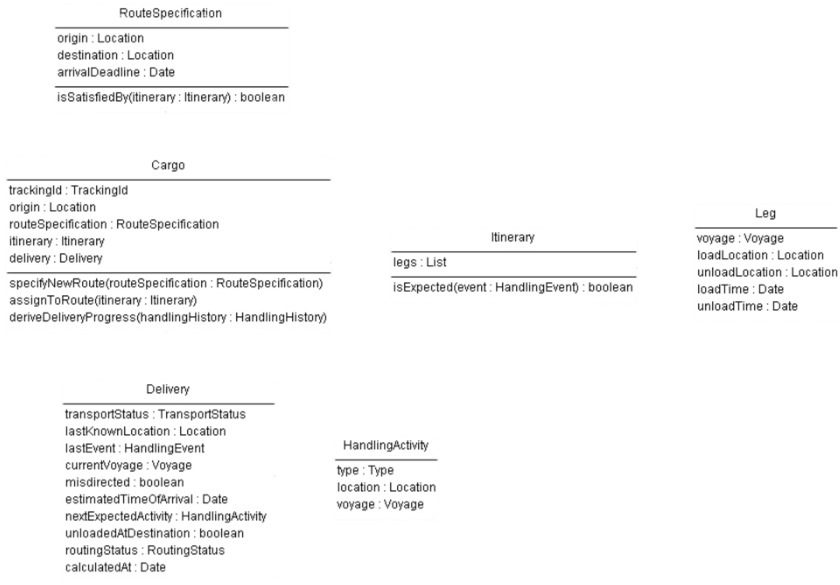 RouteSpecification
origin : Location
destination : Location
arrivalDeadline : Date
isSatisfiedBy(itinerary : Itinerary) : boolean
Cargo
trackingId : TrackingId
origin : Location
routeSpecification : RouteSpecification
itinerary : Itinerary
delivery : Delivery
specifyNewRoute(routeSpecification : RouteSpecification)
assignToRoute(itinerary : Itinerary)
deriveDeliveryProgress(handlingHistory : HandlingHistory)
Itinerary
legs : List
isExpected(event : HandlingEvent) : boolean
Leg
voyage : Voyage
loadLocation : Location
unloadLocation : Location
loadTime : Date
unloadTime : Date
Delivery
transportStatus : TransportStatus
lastKnownLocation : Location
lastEvent : HandlingEvent
currentVoyage : Voyage
misdirected : boolean
estimatedTimeOfArrival : Date
nextExpectedActivity : HandlingActivity
unloadedAtDestination : boolean
routingStatus : RoutingStatus
calculatedAt : Date
HandlingActivity
type : Type
location : Location
voyage : Voyage